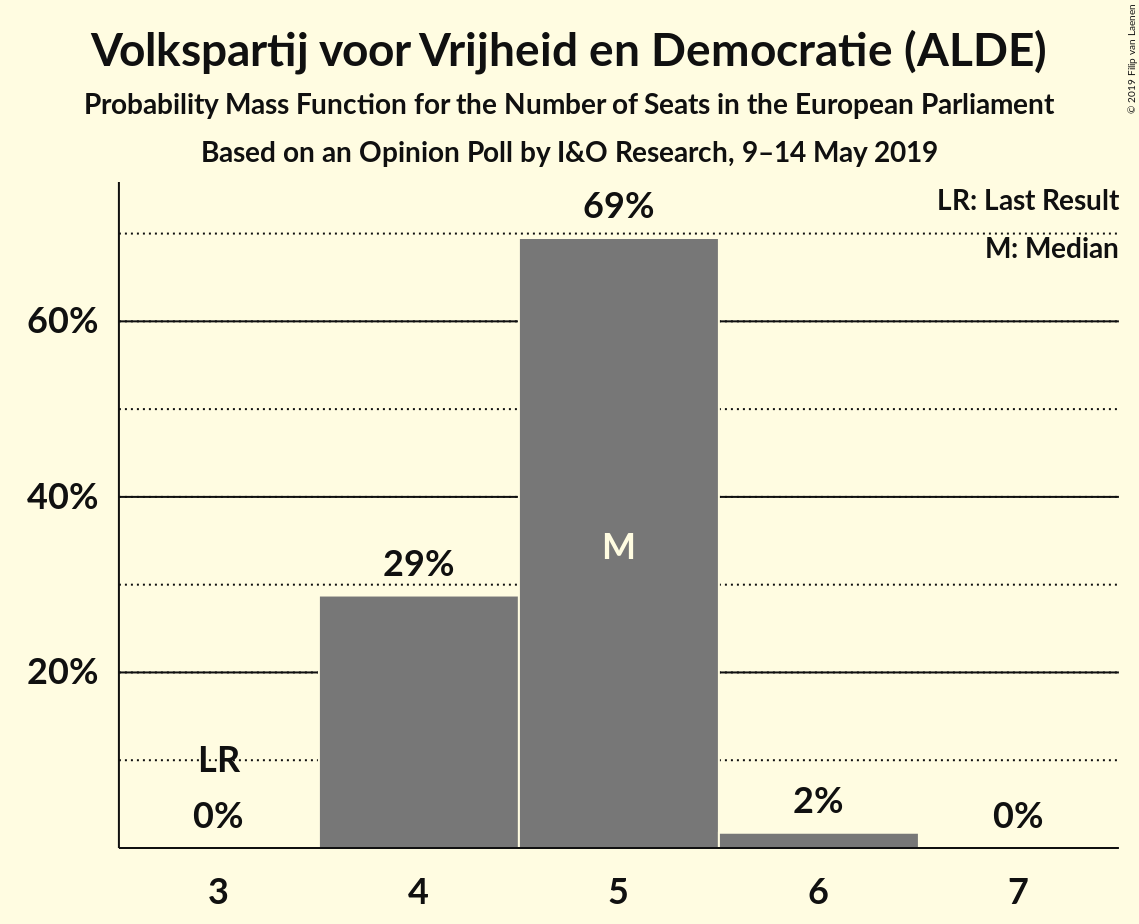 Volkspartij voor Vrijheid en Democratie (ALDE)
Probability Mass Function for the Number of Seats in the European Parliament
Based on an Opinion Poll by I&O Research, 9–14 May 2019
© 2019 Filip van Laenen
LR: Last Result
M: Median
69%
60%
40%
M
29%
20%
LR
0%
2%
0%
3 4 5 6 7